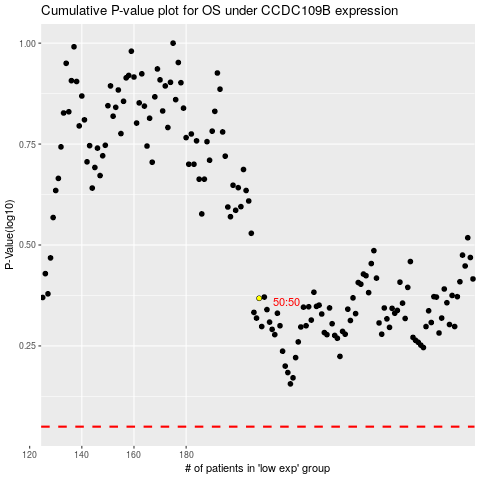 Cumulative P-value plot for OS under CCDC109B expression
P-Value(log10)
1.00
0.75
0.50
0.25
50:50
120 140 160 180
# of patients in 'low exp' group